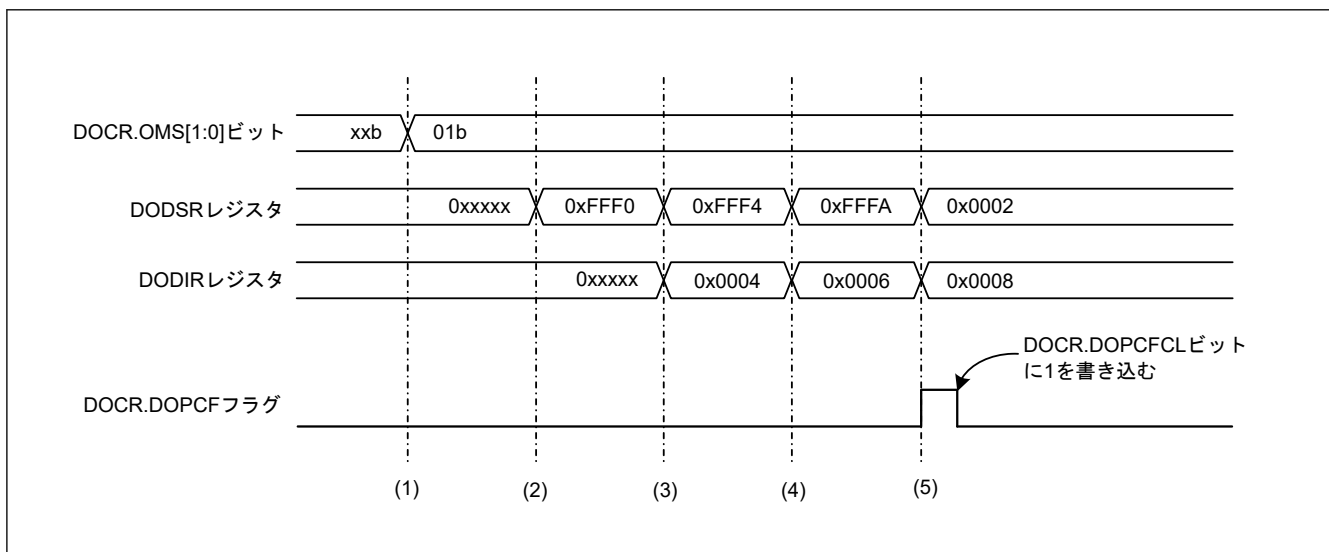 DOCR.OMS[1:0]ビット
xxb
01b
DODSRレジスタ
0xxxxx
0xFFF0
0xFFF4
0xFFFA
0x0002
DODIRレジスタ
0xxxxx
0x0004
0x0006
0x0008
DOCR.DOPCFCLビット
に1を書き込む
DOCR.DOPCFフラグ
(1)
(2)
(3)
(4)
(5)